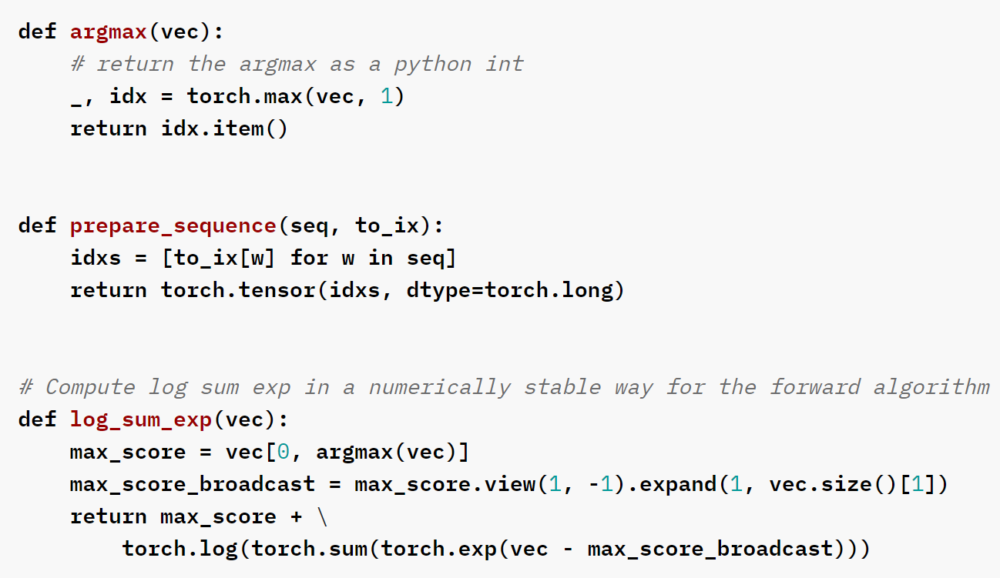 def argmax(vec):
    # return the argmax as a python int
    _, idx = torch.max(vec, 1)
    return idx.item()
def prepare_sequence(seq, to_ix):
    idxs = [to_ix[w] for w in seq]
    return torch.tensor(idxs, dtype=torch.long)
# Compute log sum exp in a numerically stable way for the forward algorithm
def log_sum_exp(vec):
    max_score = vec[0, argmax(vec)]
    max_score_broadcast = max_score.view(1, -1).expand(1, vec.size()[1])
    return max_score + \
        torch.log(torch.sum(torch.exp(vec - max_score_broadcast)))